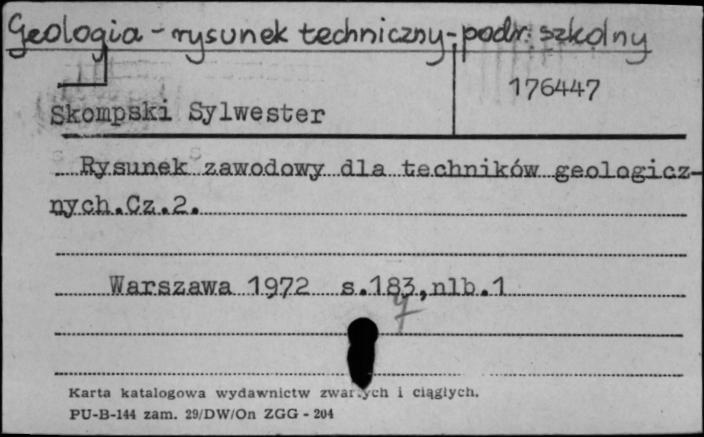 Geologia - rysunek techniczny - podr. szkolny
176447
Skompski Sylwester
Rysunek zawodowy dla techników geologicz-
nych.Cz.2.
Warszawa 1972 s.183,nlb.1
Karta katalogowa wydawnictw zwartych i ciągłych.
PU-B-144 zam. 29/DW/On ZGG - 204